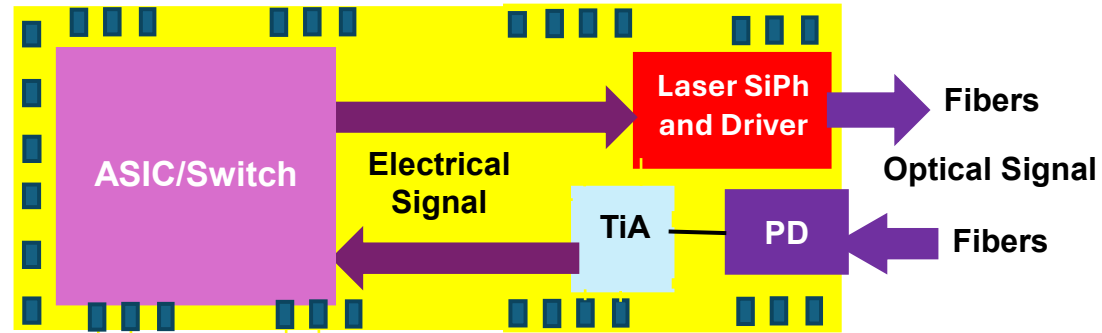 ASIC/Switch
Electrical
Signal
Laser SiPh
and Driver
TiA
PD
Fibers
Optical Signal
Fibers